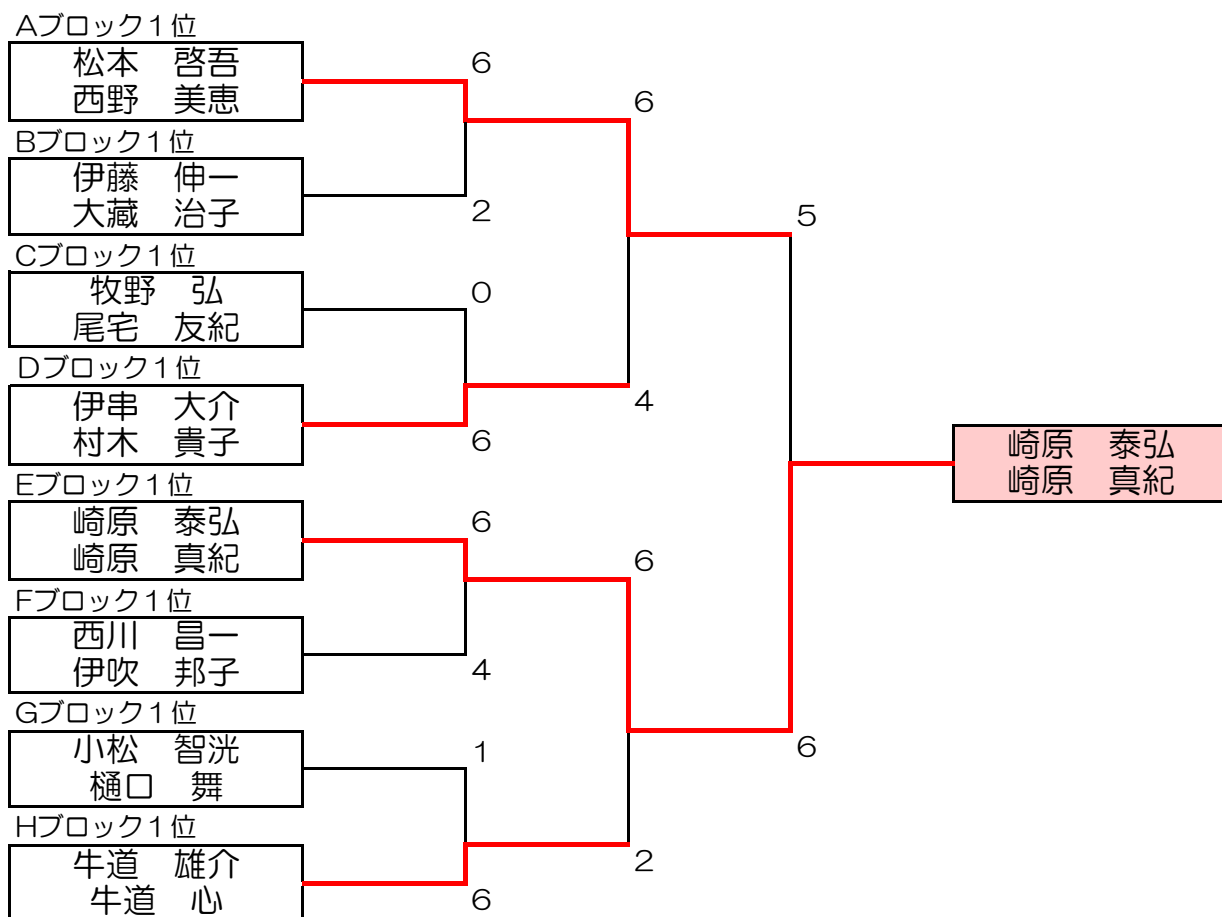 Aブロック1位
松本　啓吾
西野　美恵
6
Bブロック1位
伊藤　伸一
大藏　治子
2
6
Cブロック1位
牧野　弘
尾宅　友紀
0
Dブロック1位
伊串　大介
村木　貴子
6
4
5
Eブロック1位
崎原　泰弘
崎原　真紀
6
Fブロック1位
西川　昌一
伊吹　邦子
4
6
Gブロック1位
小松　智洸
樋口　舞
1
Hブロック1位
牛道　雄介
牛道　心
6
2
6
崎原　泰弘
崎原　真紀